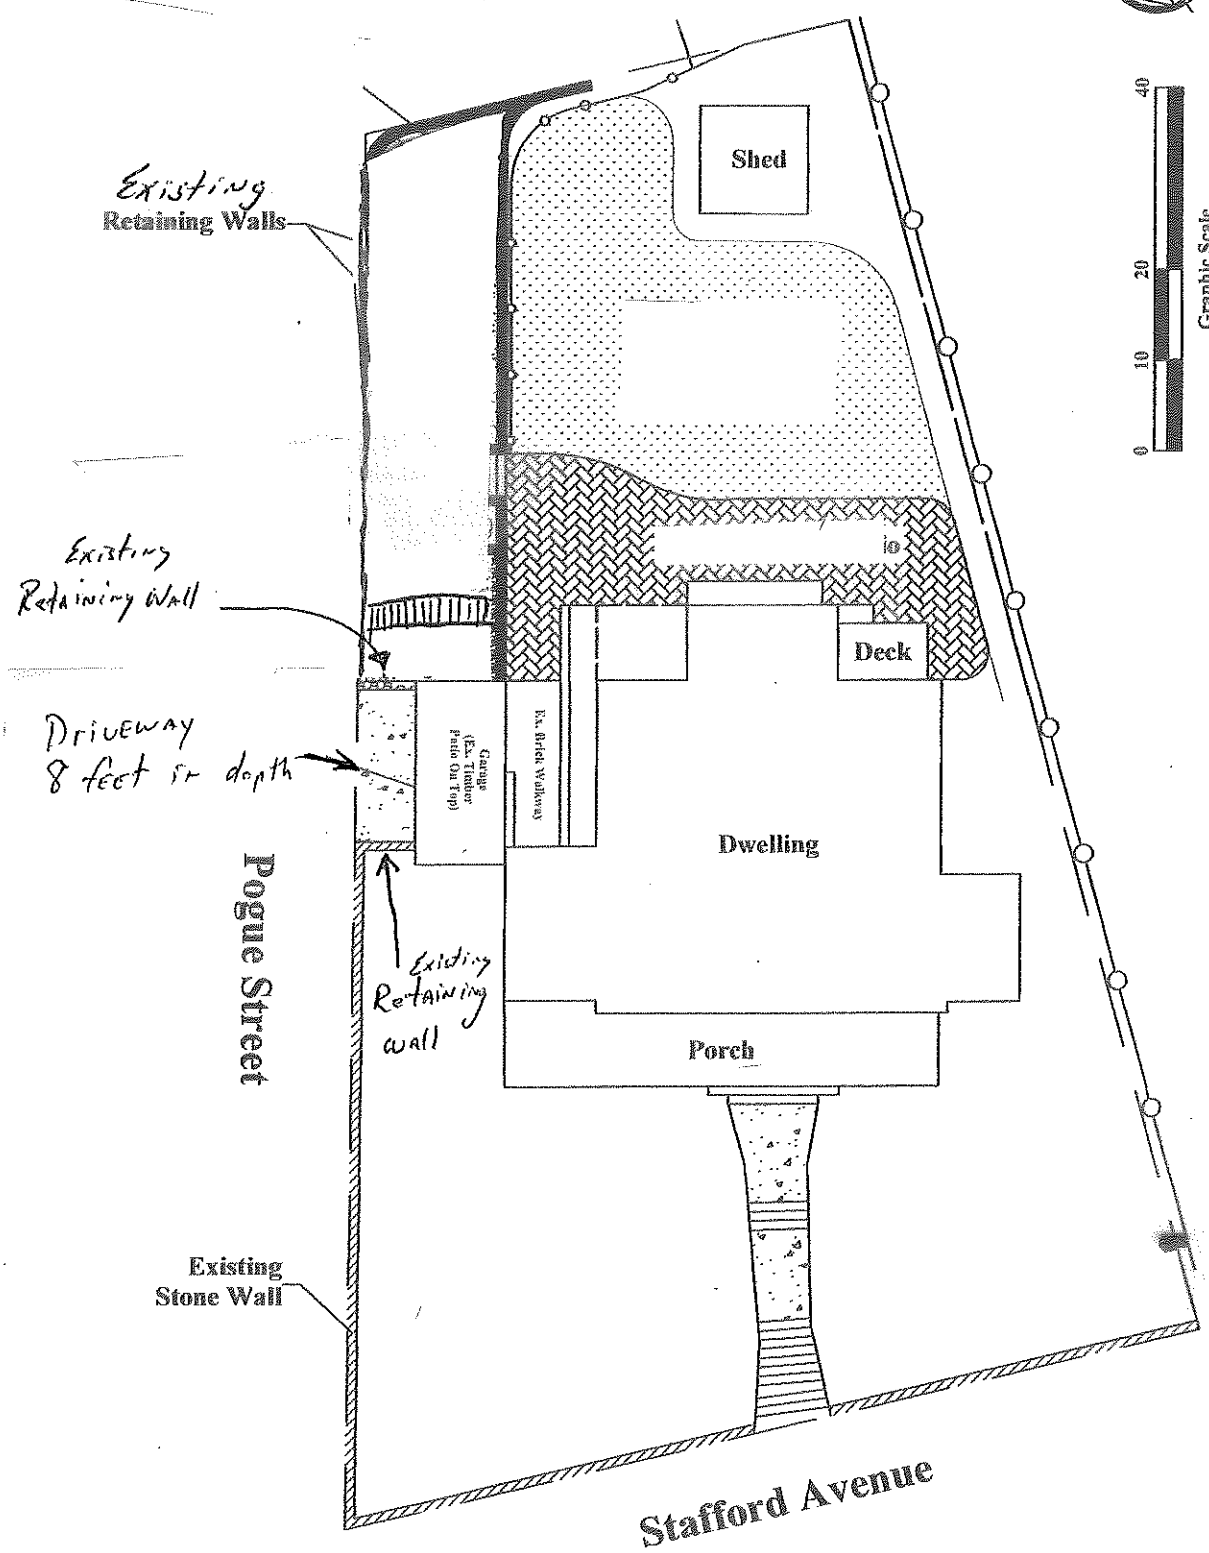 Existing
Retaining Walls
Shed
40
20
10
0
Graphic Scale
Existing
Retaining Wall
Deck
Driveway
8 feet in depth
Garage
(Ex. Timber
Patio On Top)
Ex. Brick Walkway
Dwelling
Pogue Street
Existing
Retaining
wall
Porch
Existing
Stone Wall
Stafford Avenue